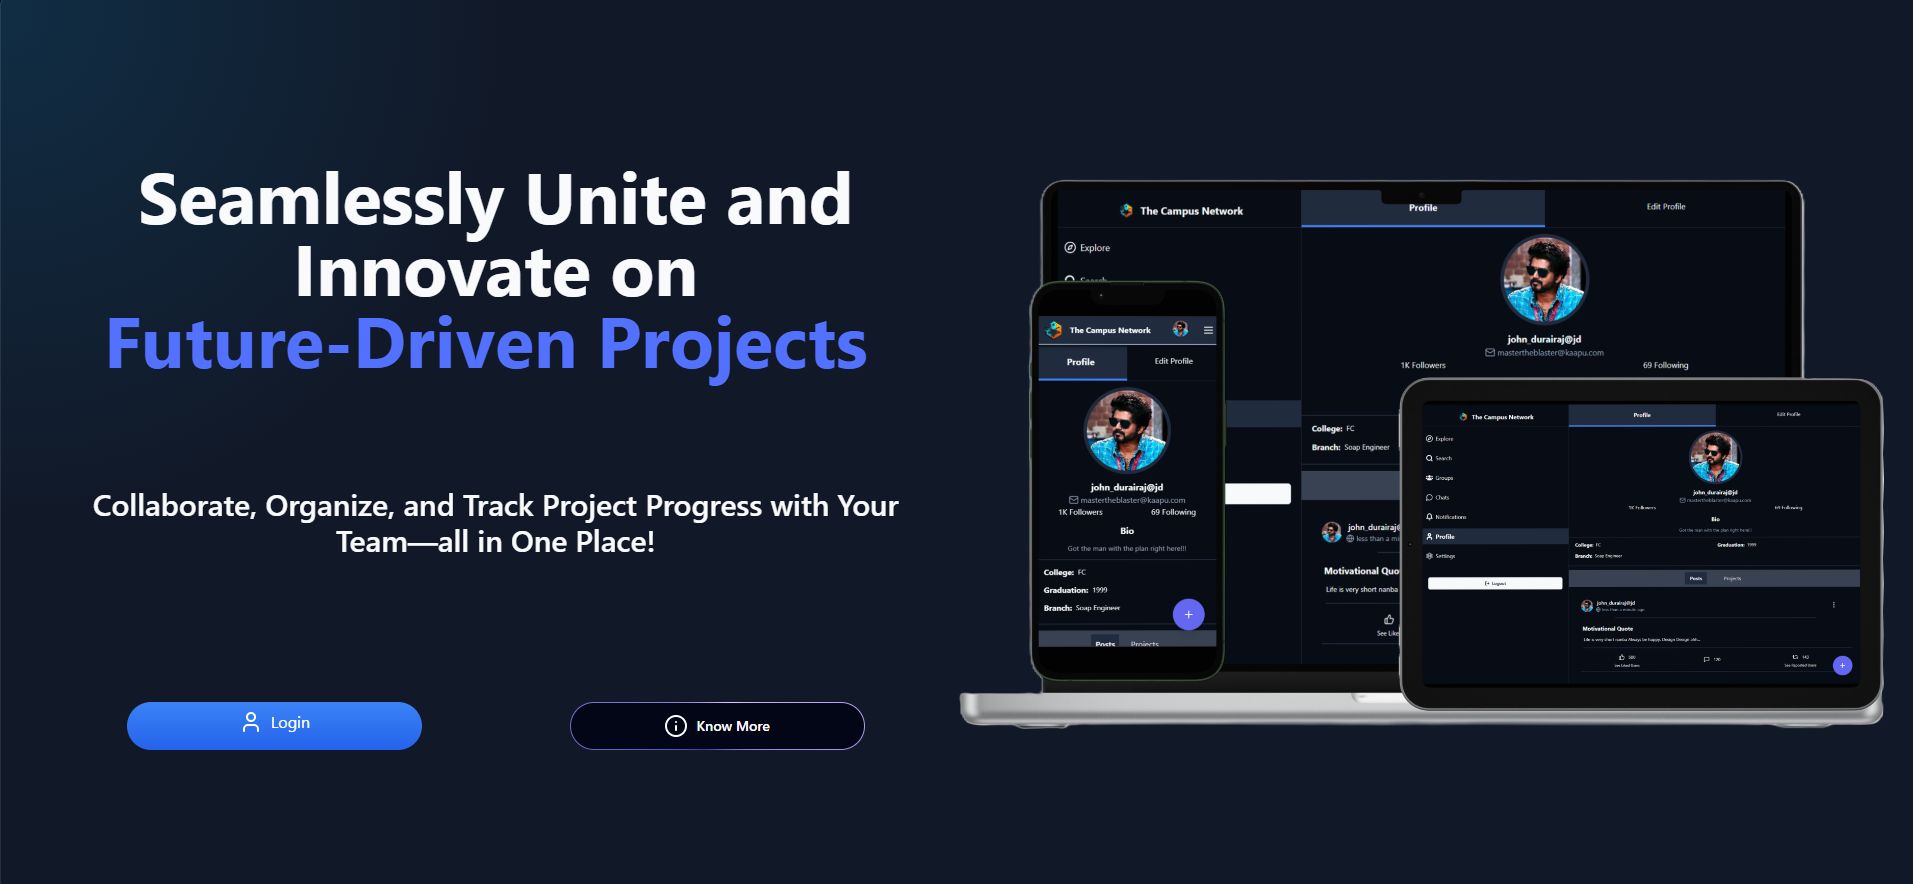 Seamlessly Unite and
Innovate on
Future-Driven Projects
Collaborate, Organize, and Track Project Progress with Your
Team—all in One Place!
Login
Know More
The Campus Network
Profile
Edit Profile
Explore
Search
john_durairaj@jd
mastertheblaster@kaapu.com
1K Followers
69 Following
College: FC
Branch: Soap Engineer
john_durairaj@
less than a mi
Motivational Quo
Life is very short nanba
See Like
The Campus Network
Profile
Edit Profile
john_durairaj@jd
mastertheblaster@kaapu.com
1K Followers
69 Following
Bio
Got the man with the plan right here!!!
College: FC
Graduation: 1999
Branch: Soap Engineer
Posts
Projects
+
The Campus Network
Profile
Edit Profile
Explore
Search
Groups
Chats
Notifications
Profile
Settings
Logout
john_durairaj@jd
mastertheblaster@kaapu.com
1K Followers
69 Following
Bio
Got the man with the plan right here!!!
College: FC
Graduation: 1999
Branch: Soap Engineer
Posts
Projects
john_durairaj@jd
less than a minute ago
Motivational Quote
Life is very short nanba Always be happy. Design Design
500
See Liked Users
120
143
See Reposted Users
+